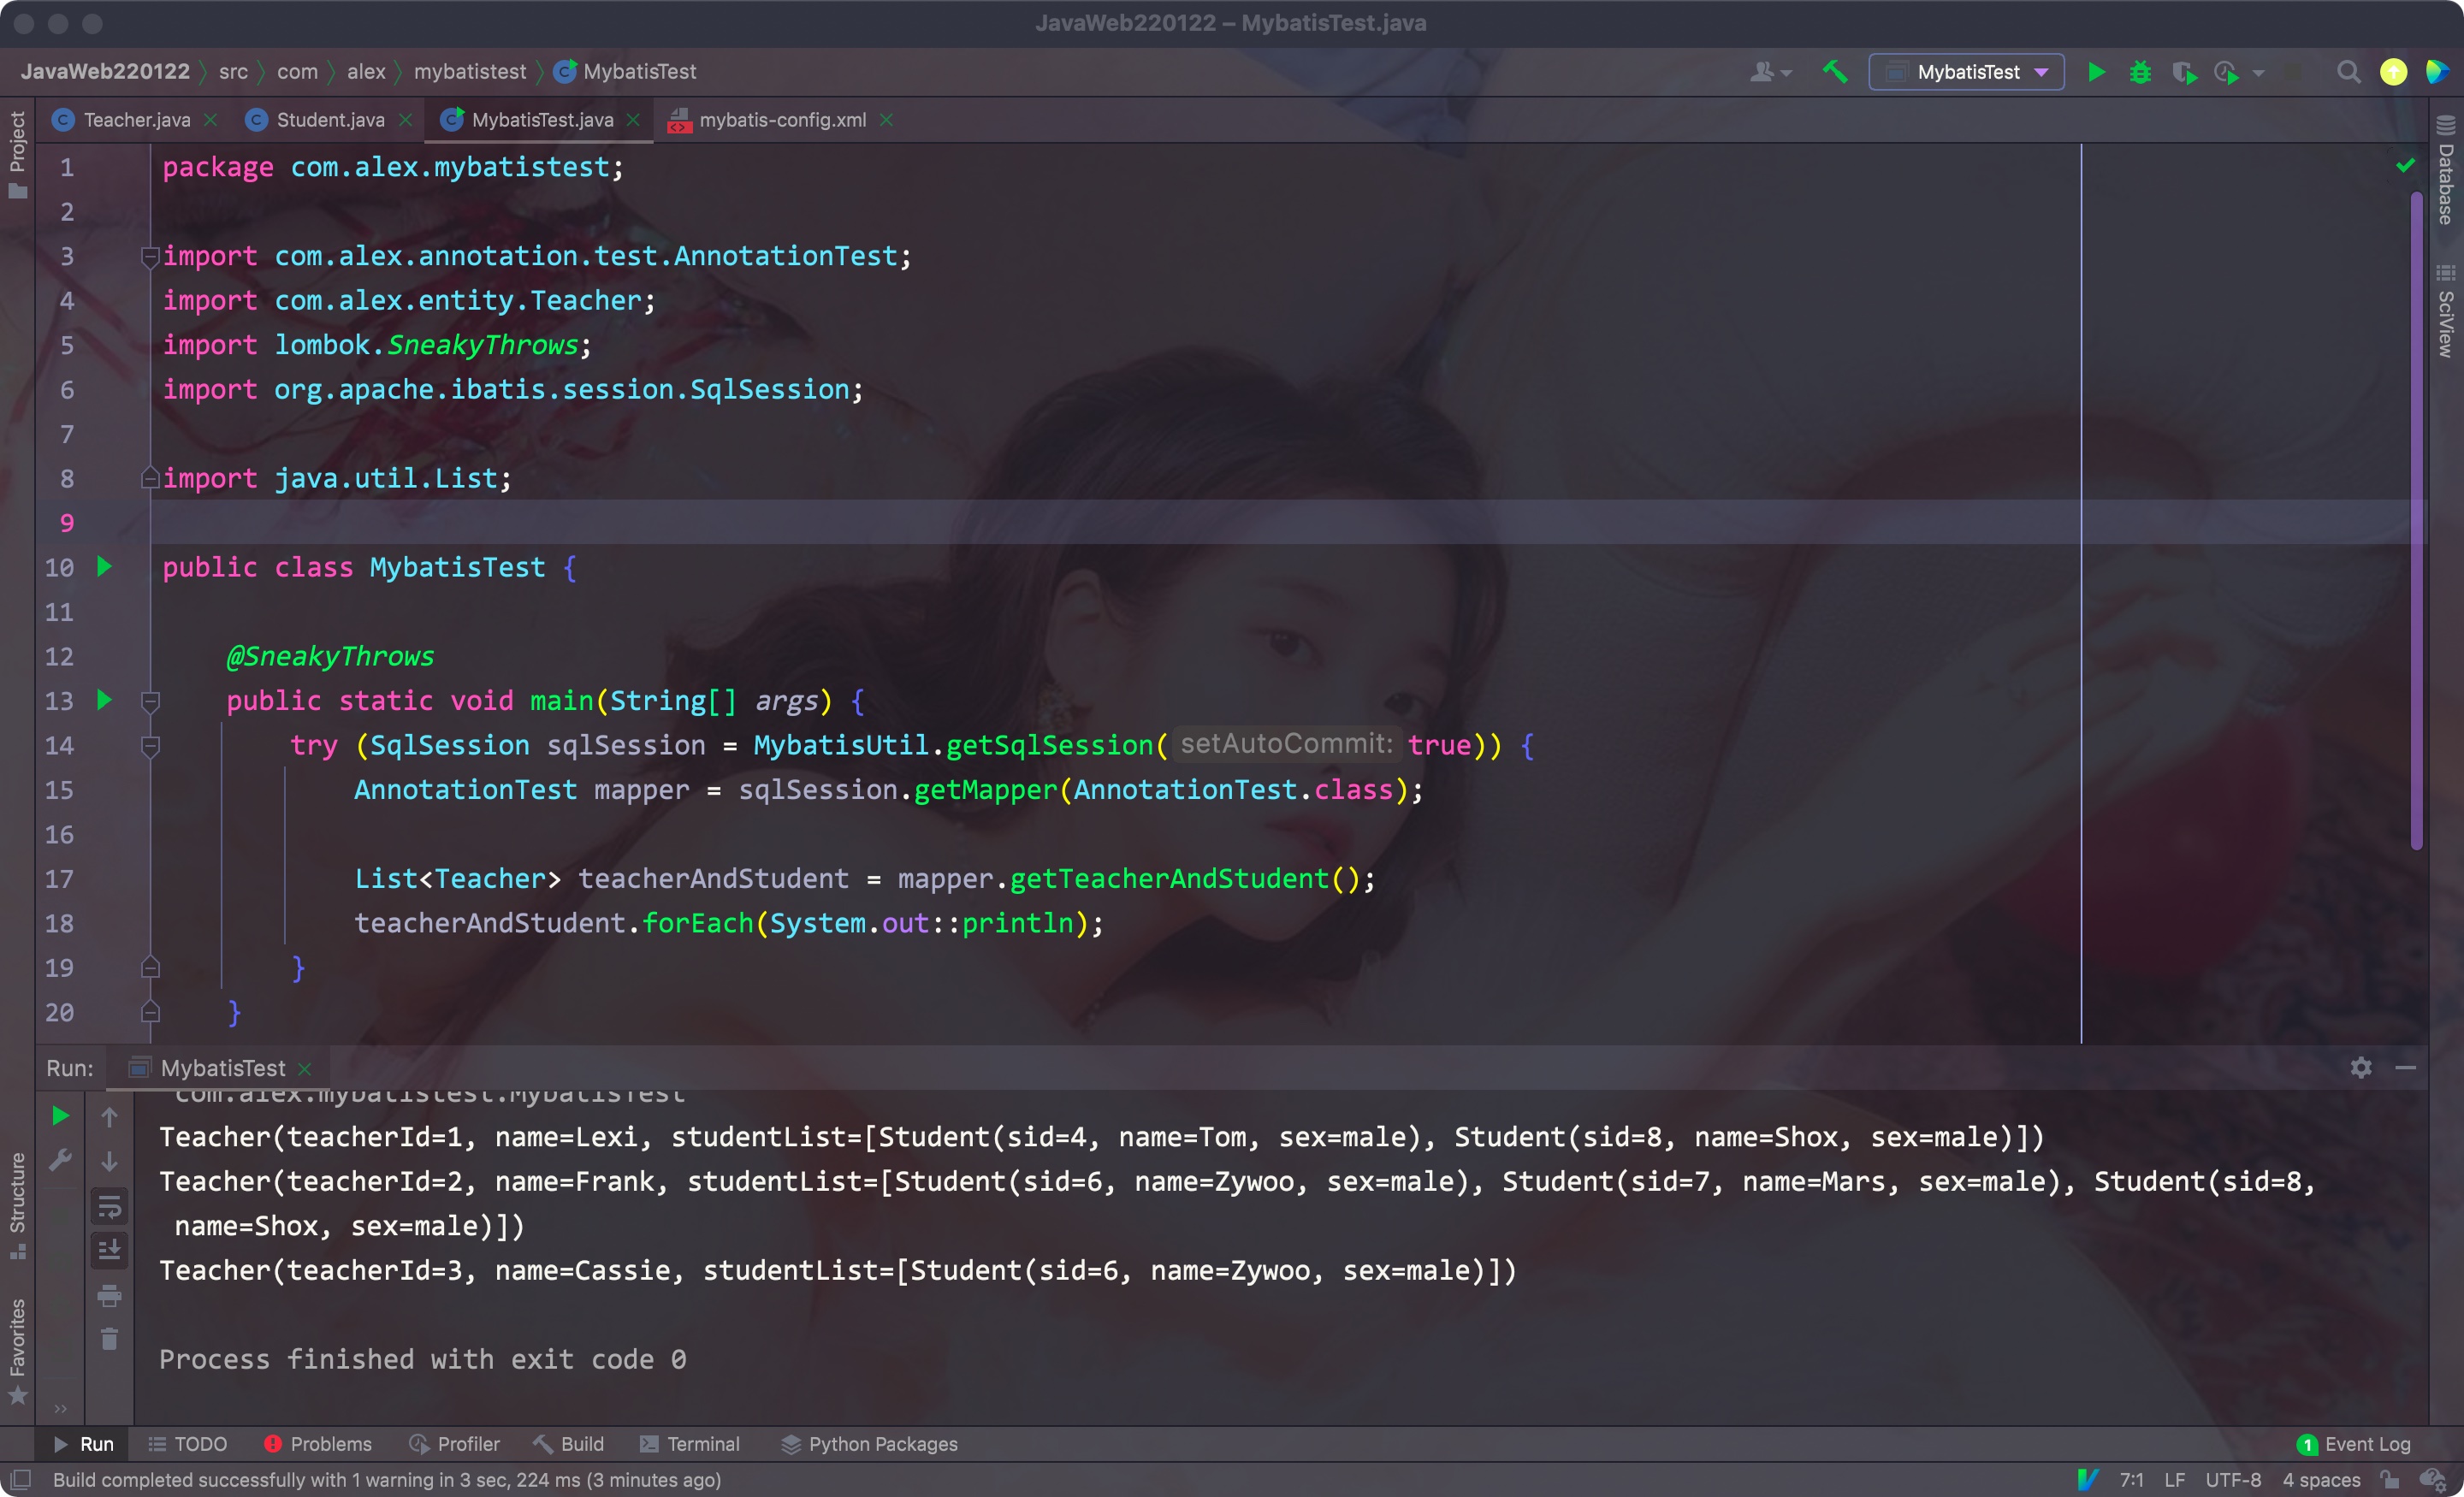 JavaWeb220122 – MybatisTest.java
JavaWeb220122 src com alex mybatistest MybatisTest
MybatisTest
Teacher.java Student.java MybatisTest.java mybatis-config.xml
Project
Database
SciView
1 package com.alex.mybatistest;
2
3 import com.alex.annotation.test.AnnotationTest;
4 import com.alex.entity.Teacher;
5 import lombok.SneakyThrows;
6 import org.apache.ibatis.session.SqlSession;
7
8 import java.util.List;
9
10 public class MybatisTest {
11
12 @SneakyThrows
13 public static void main(String[] args) {
14 try (SqlSession sqlSession = MybatisUtil.getSqlSession( setAutoCommit: true)) {
15 AnnotationTest mapper = sqlSession.getMapper(AnnotationTest.class);
16
17 List<Teacher> teacherAndStudent = mapper.getTeacherAndStudent();
18 teacherAndStudent.forEach(System.out::println);
19 }
20 }
Run: MybatisTest
com.alex.mybatistest.MybatisTest
Teacher(teacherId=1, name=Lexi, studentList=[Student(sid=4, name=Tom, sex=male), Student(sid=8, name=Shox, sex=male)])
Teacher(teacherId=2, name=Frank, studentList=[Student(sid=6, name=Zywoo, sex=male), Student(sid=7, name=Mars, sex=male), Student(sid=8,
name=Shox, sex=male)])
Teacher(teacherId=3, name=Cassie, studentList=[Student(sid=6, name=Zywoo, sex=male)])
Process finished with exit code 0
Structure
Favorites
Run TODO Problems Profiler Build Terminal Python Packages 1 Event Log
Build completed successfully with 1 warning in 3 sec, 224 ms (3 minutes ago) 7:1 LF UTF-8 4 spaces